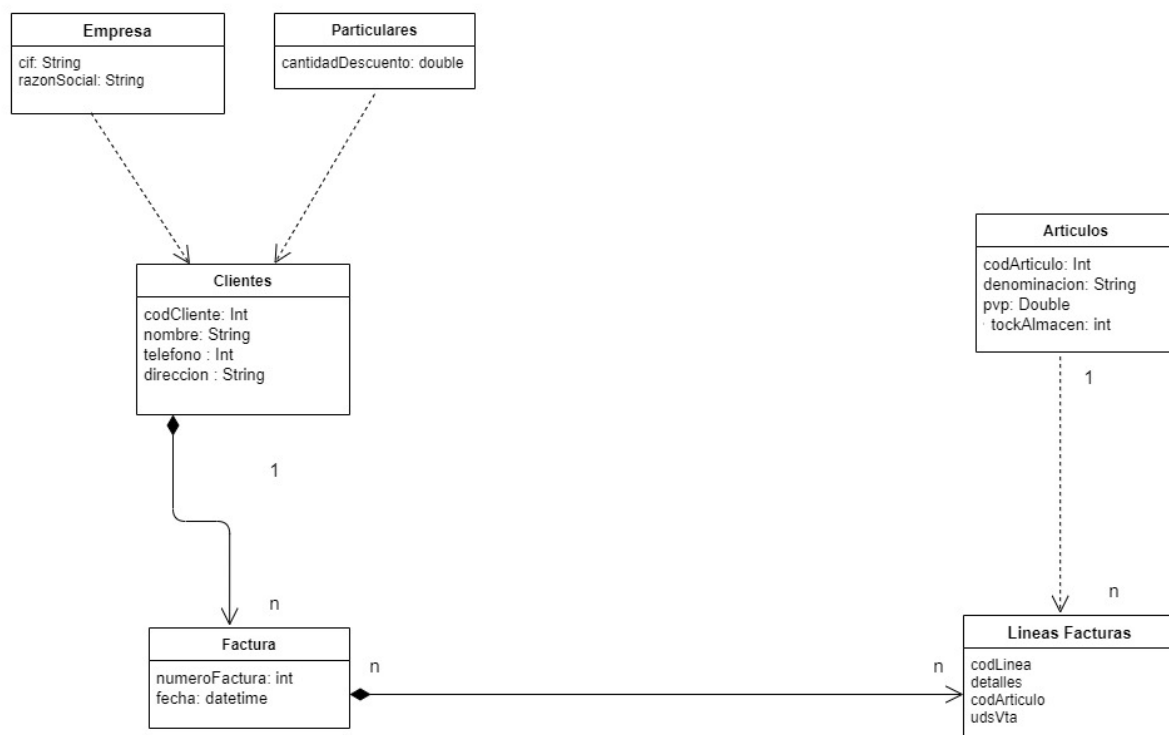 Empresa
cif: String
razonSocial: String
Particulares
cantidadDescuento: double
Clientes
codCliente: Int
nombre: String
telefono : Int
direccion : String
Articulos
codArticulo: Int
denominacion: String
pvp: Double
tockAlmacen: int
1
1
n
n
Factura
numeroFactura: int
fecha: datetime
n
n
Lineas Facturas
codLinea
detalles
codArticulo
udsVta